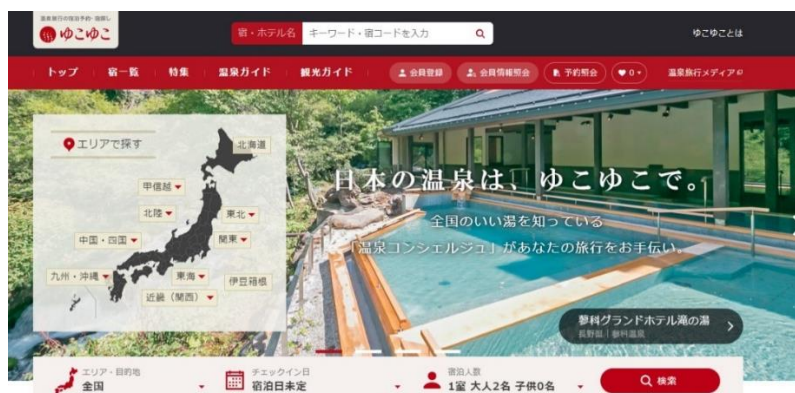 温泉旅行の宿泊予約・宿探し
ゆこゆこ
宿・ホテル名 キーワード・宿コードを入力
ゆこゆことは
トップ 宿一覧 特集 温泉ガイド 観光ガイド 会員登録 会員情報照会 予約照会 0 温泉旅行メディア
エリアで探す
北海道
甲信越
北陸
東北
中国・四国
関東
九州・沖縄
東海
伊豆箱根
近畿（関西）
日本の温泉は、ゆこゆこで。
全国のいい湯を知っている
「温泉コンシェルジュ」があなたの旅行をお手伝い。
蓼科グランドホテル滝の湯
長野県｜蓼科温泉
エリア・目的地
全国
チェックイン日
宿泊日未定
宿泊人数
1室 大人2名 子供0名
検索